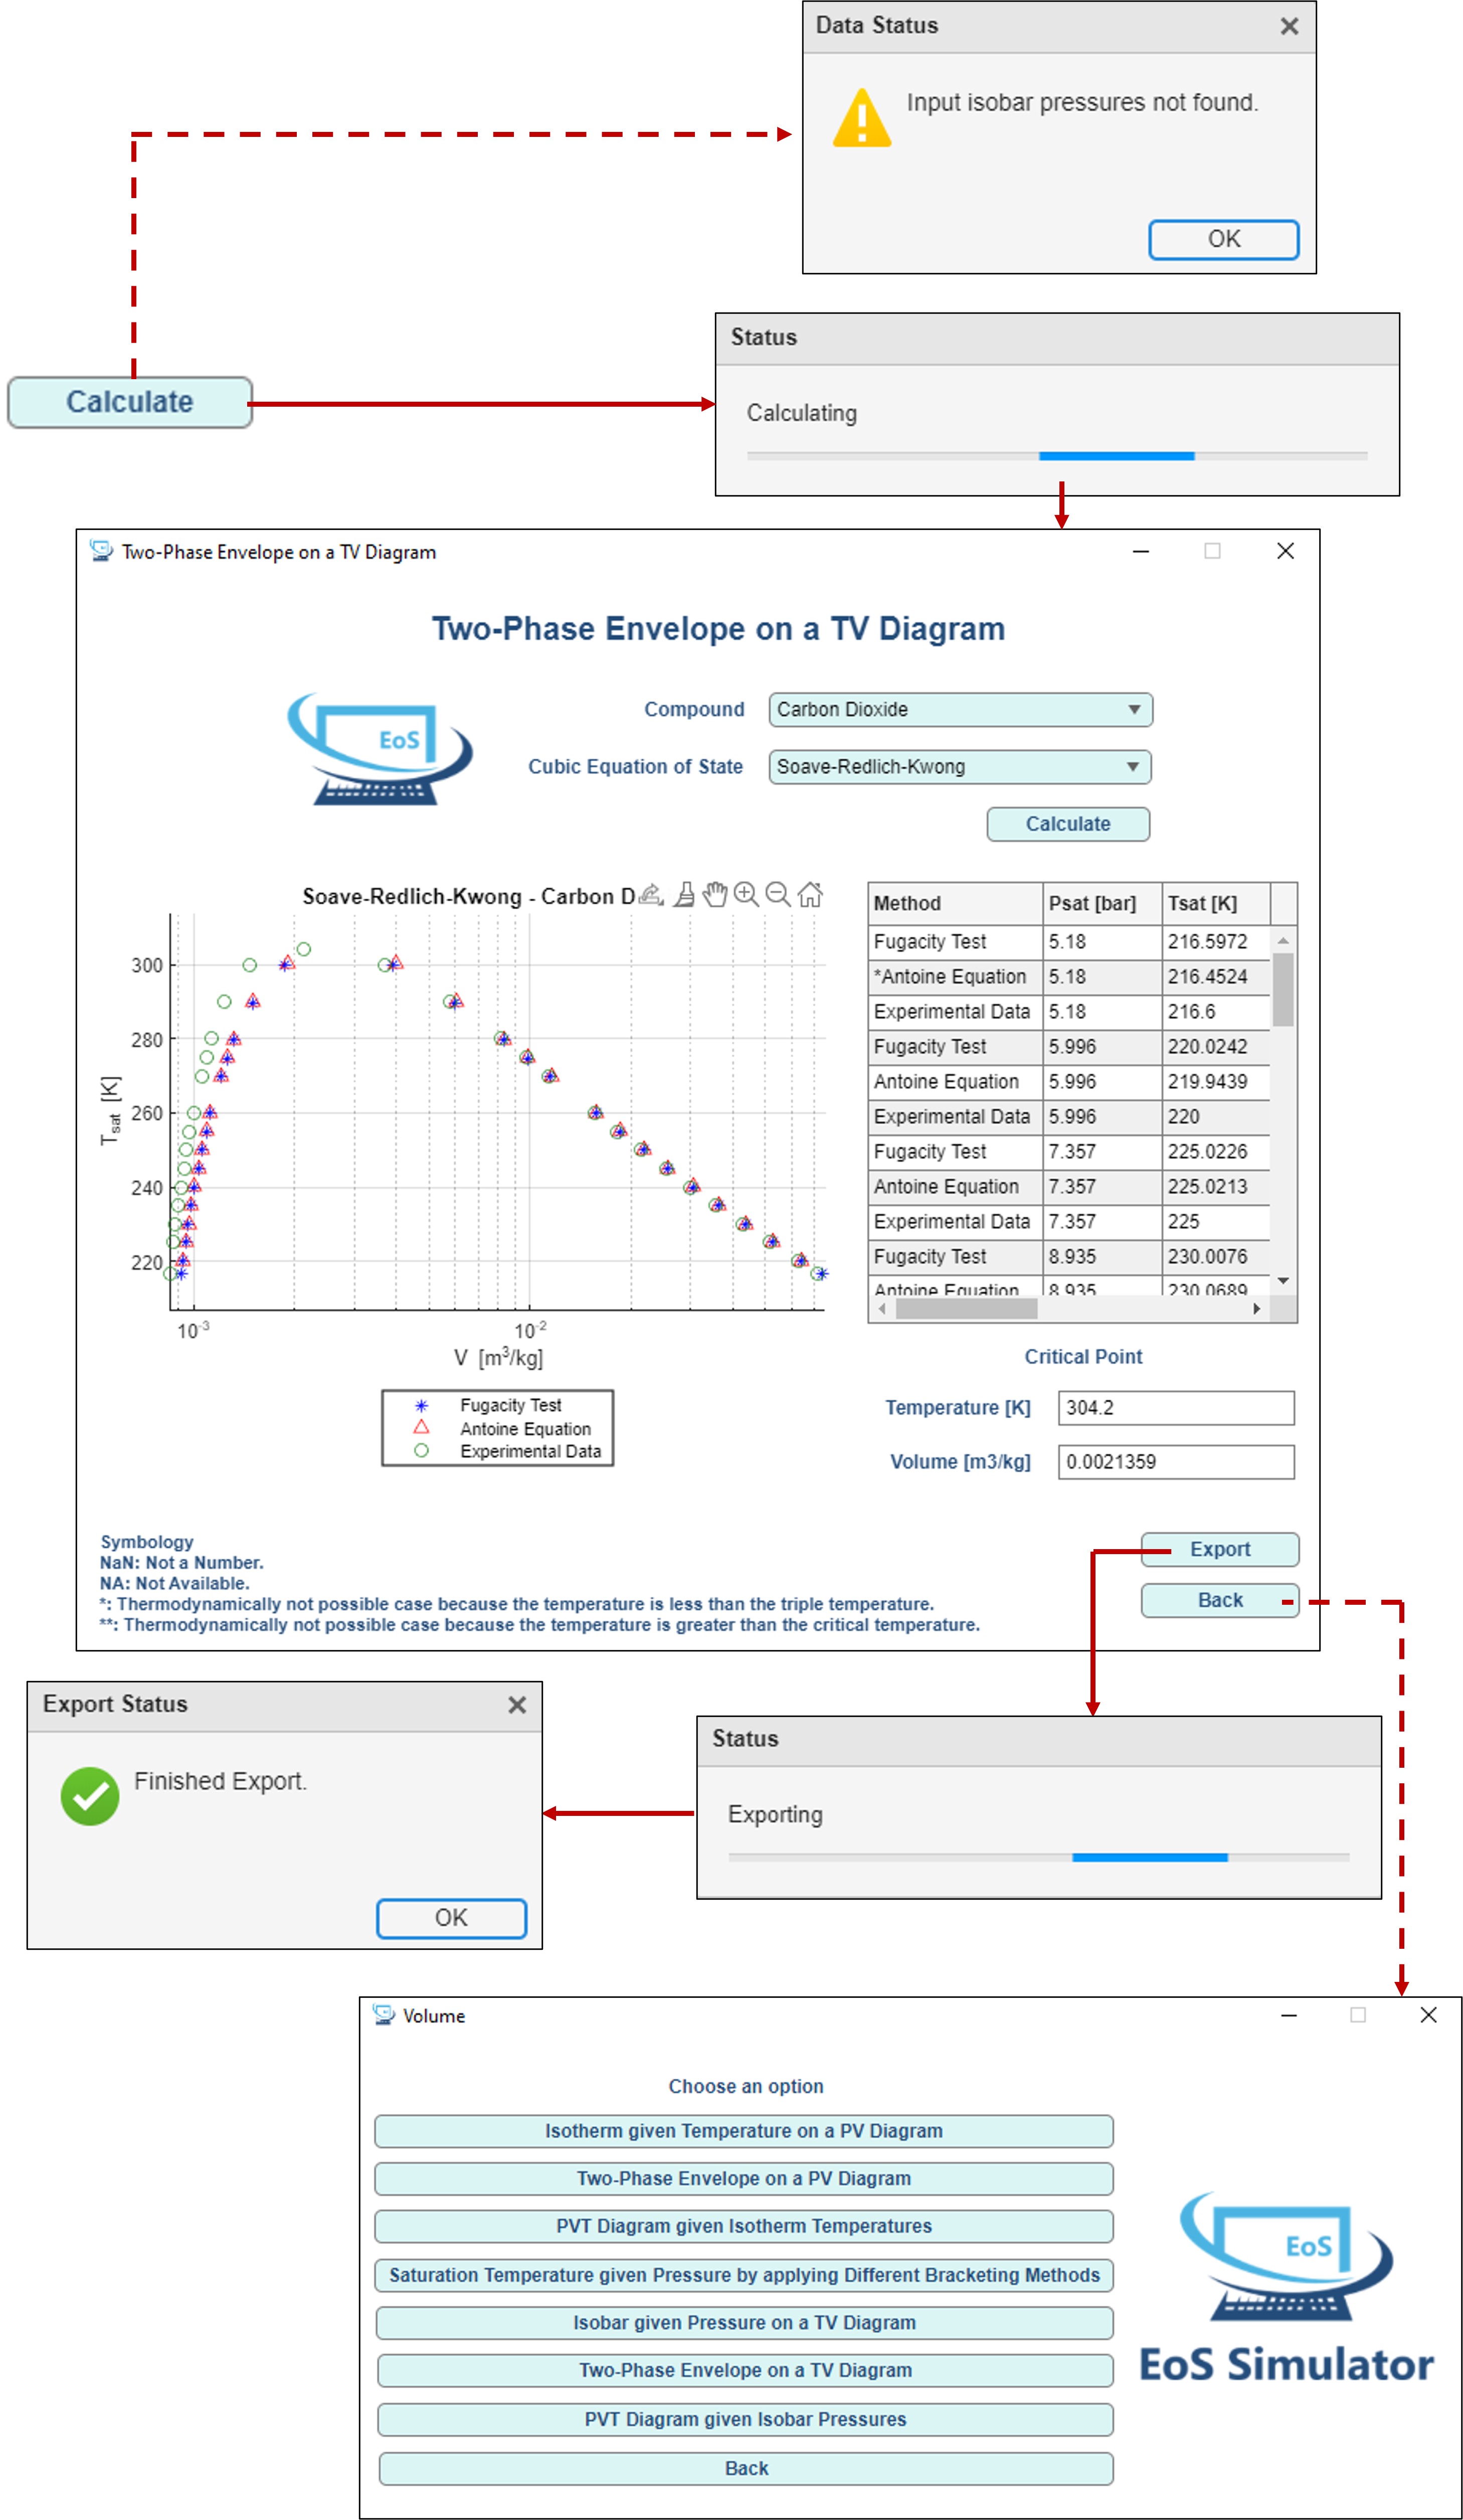 Data Status
Input isobar pressures not found.
OK
Status
Calculate
Calculating
Two-Phase Envelope on a TV Diagram
Two-Phase Envelope on a TV Diagram
EoS
Compound
Carbon Dioxide
Cubic Equation of State
Soave-Redlich-Kwong
Calculate
Soave-Redlich-Kwong - Carbon D
300
280
260
240
220
Tsat [K]
10-3
10-2
V [m3/kg]
Fugacity Test
Antoine Equation
Experimental Data
Method Psat [bar] Tsat [K]
Fugacity Test 5.18 216.5972
*Antoine Equation 5.18 216.4524
Experimental Data 5.18 216.6
Fugacity Test 5.996 220.0242
Antoine Equation 5.996 219.9439
Experimental Data 5.996 220
Fugacity Test 7.357 225.0226
Antoine Equation 7.357 225.0213
Experimental Data 7.357 225
Fugacity Test 8.935 230.0076
Antoine Equation 8.935 230.0689
Critical Point
Temperature [K] 304.2
Volume [m3/kg] 0.0021359
Symbology
NaN: Not a Number.
NA: Not Available.
*: Thermodynamically not possible case because the temperature is less than the triple temperature.
**: Thermodynamically not possible case because the temperature is greater than the critical temperature.
Export
Back
Export Status
Finished Export.
OK
Status
Exporting
Volume
Choose an option
Isotherm given Temperature on a PV Diagram
Two-Phase Envelope on a PV Diagram
PVT Diagram given Isotherm Temperatures
Saturation Temperature given Pressure by applying Different Bracketing Methods
Isobar given Pressure on a TV Diagram
Two-Phase Envelope on a TV Diagram
PVT Diagram given Isobar Pressures
Back
EoS
EoS Simulator